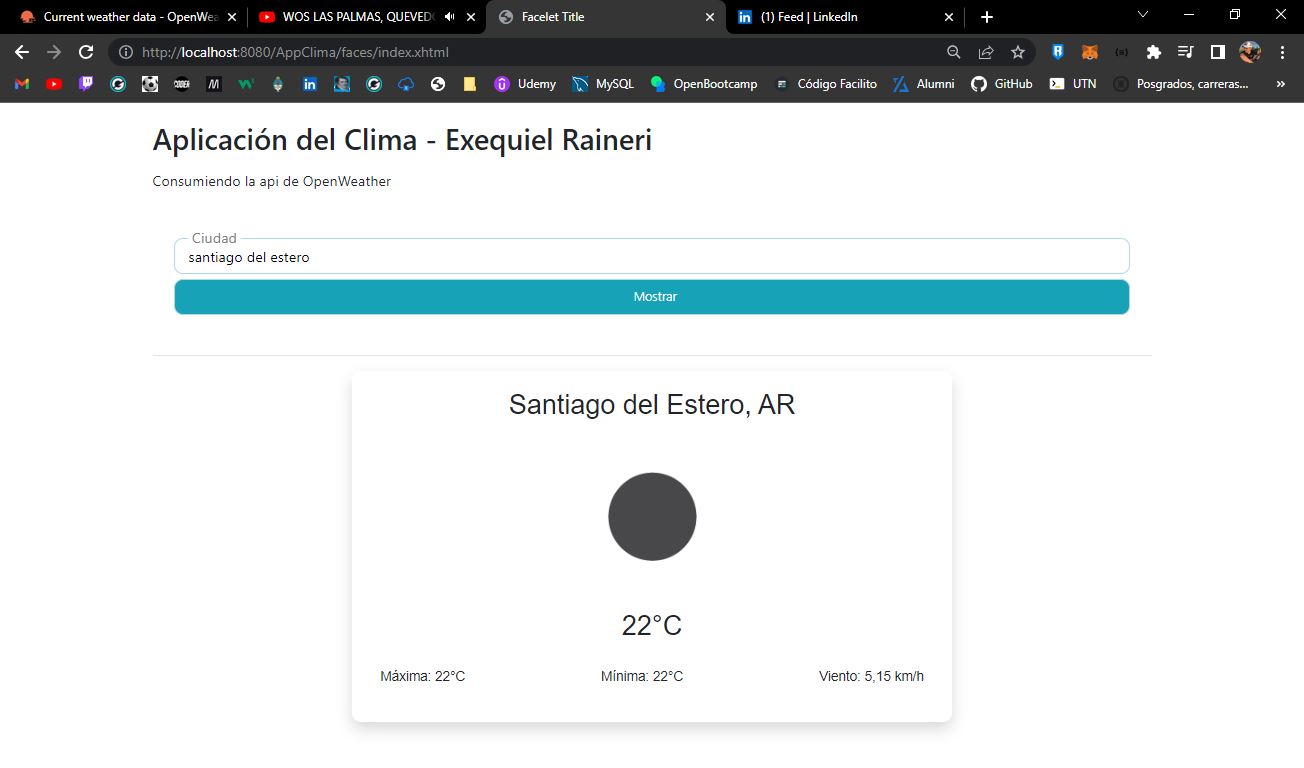 Current weather data - OpenWea
WOS LAS PALMAS, QUEVEDO
Facelet Title
(1) Feed | LinkedIn
http://localhost:8080/AppClima/faces/index.xhtml
Udemy
MySQL
OpenBootcamp
Código Facilito
Alumni
GitHub
UTN
Posgrados, carreras...
»
Aplicación del Clima - Exequiel Raineri
Consumiendo la api de OpenWeather
Ciudad
santiago del estero
Mostrar
Santiago del Estero, AR
22°C
Máxima: 22°C Mínima: 22°C Viento: 5,15 km/h